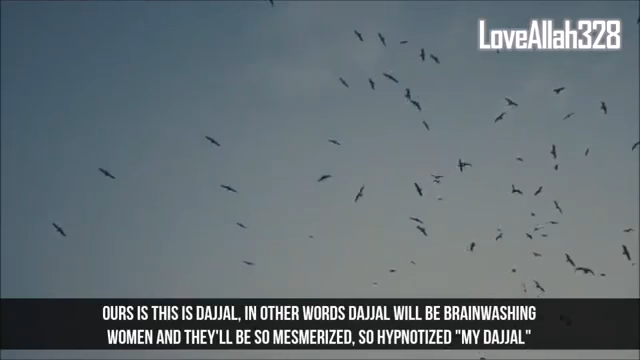 LoveAllah328
OURS IS THIS IS DAJJAL, IN OTHER WORDS DAJJAL WILL BE BRAINWASHING
WOMEN AND THEY'LL BE SO MESMERIZED, SO HYPNOTIZED "MY DAJJAL"